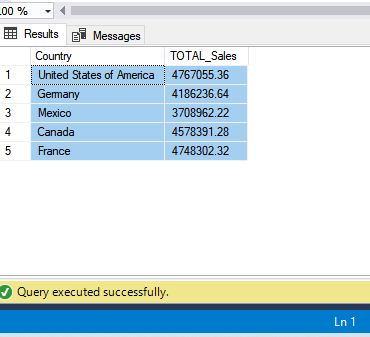 .00 %
Results Messages
Country TOTAL_Sales
1 United States of America 4767055.36
2 Germany 4186236.64
3 Mexico 3708962.22
4 Canada 4578391.28
5 France 4748302.32
Query executed successfully.
Ln 1